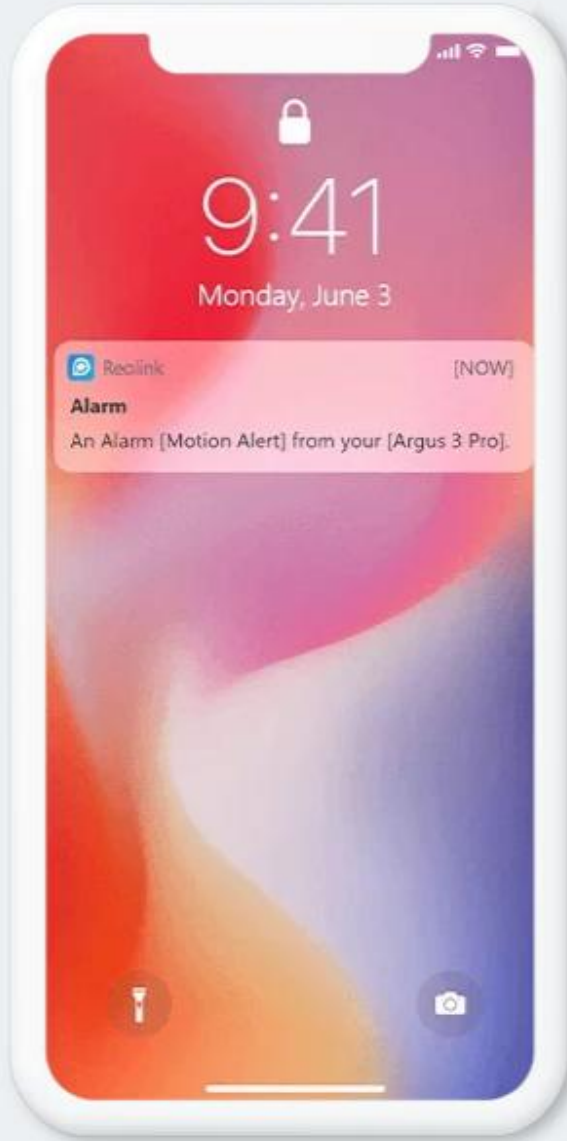 9:41
Monday, June 3
Reolink [NOW]
Alarm
An Alarm [Motion Alert] from your [Argus 3 Pro].